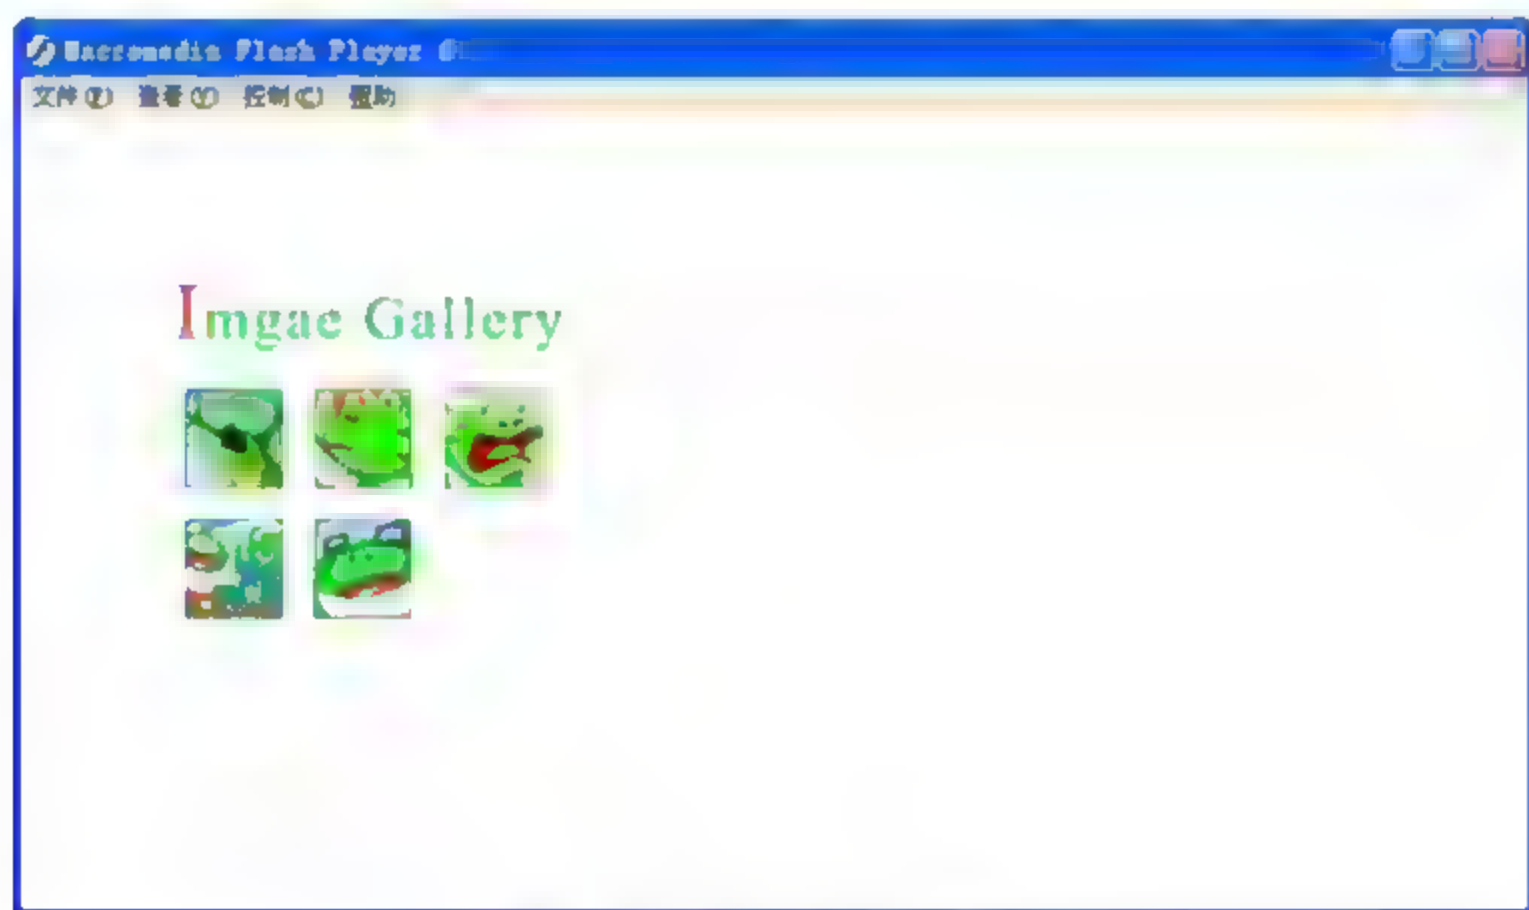 Macromedia Flash Player
文件(F) 查看(V) 控制(C) 帮助
Imgae Gallery